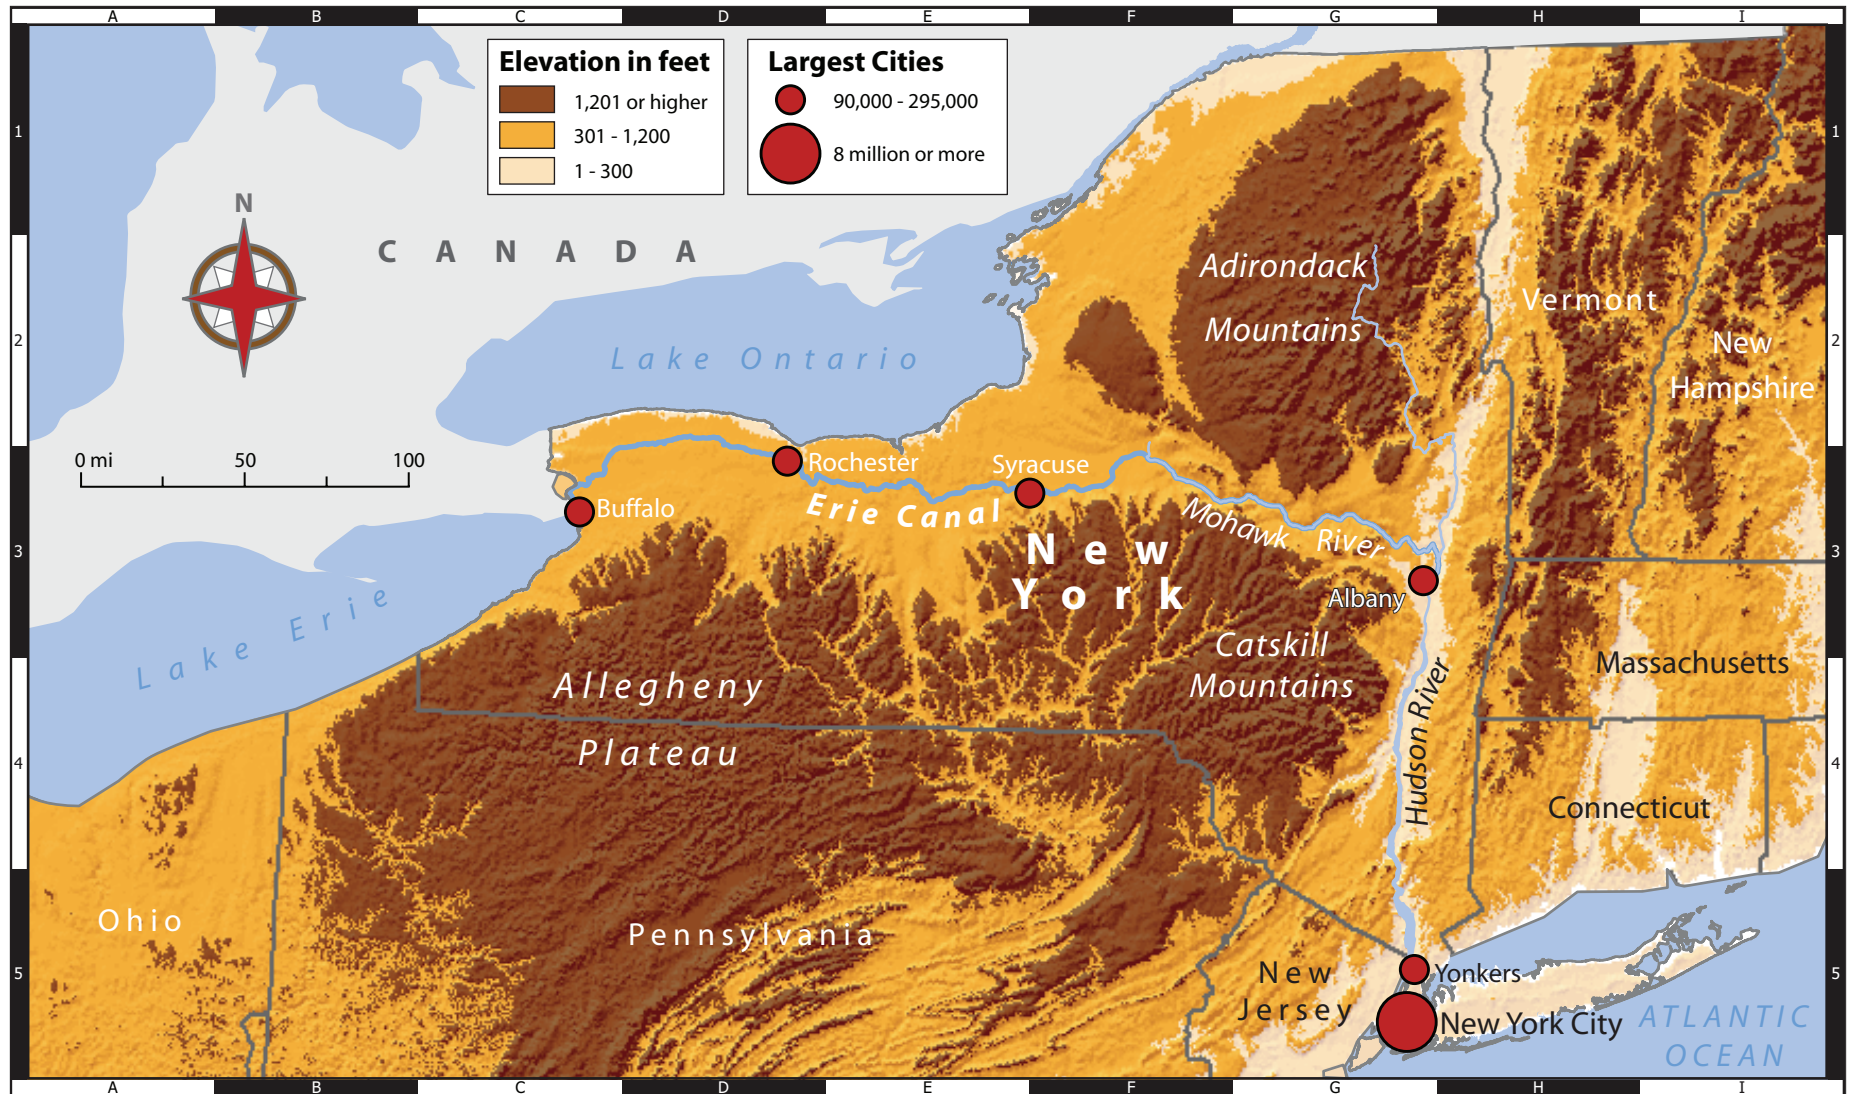 A B C D E F G H I
Elevation in feet
1,201 or higher
301 - 1,200
1 - 300
Largest Cities
90,000 - 295,000
8 million or more
1
1
N
CANADA
Adirondack
Mountains
Vermont
New
Hampshire
Lake Ontario
2
2
0 mi 50 100
Rochester
Syracuse
Buffalo
Erie Canal
Mohawk River
New
York
3
3
Albany
Lake Erie
Catskill
Mountains
Massachusetts
Allegheny
Plateau
Hudson River
4
4
Connecticut
Ohio
Pennsylvania
New
Jersey
Yonkers
5
5
New York City
ATLANTIC
OCEAN
A B C D E F G H I